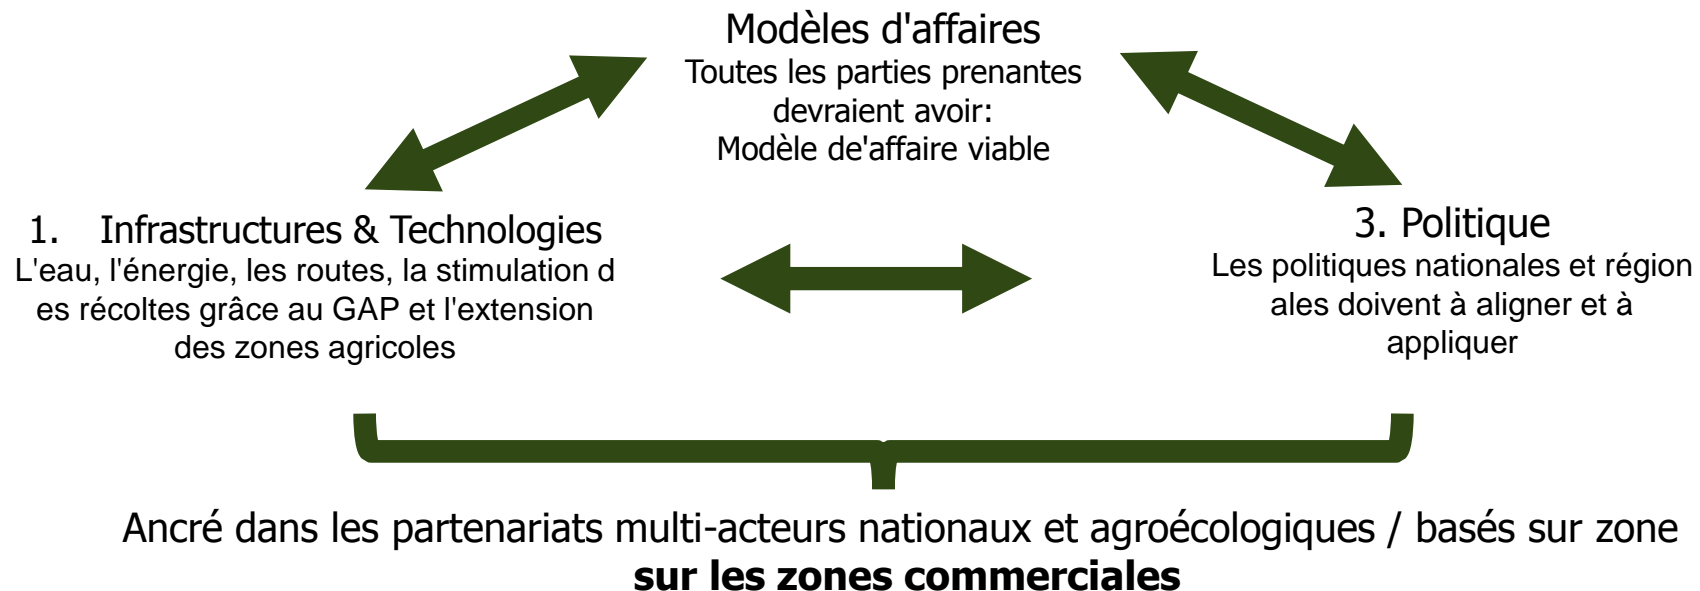 Modèles d'affaires
Toutes les parties prenantes
devraient avoir:
Modèle de'affaire viable
1. Infrastructures & Technologies
L'eau, l'énergie, les routes, la stimulation d
es récoltes grâce au GAP et l'extension
des zones agricoles
3. Politique
Les politiques nationales et région
ales doivent à aligner et à
appliquer
Ancré dans les partenariats multi-acteurs nationaux et agroécologiques / basés sur zone
sur les zones commerciales